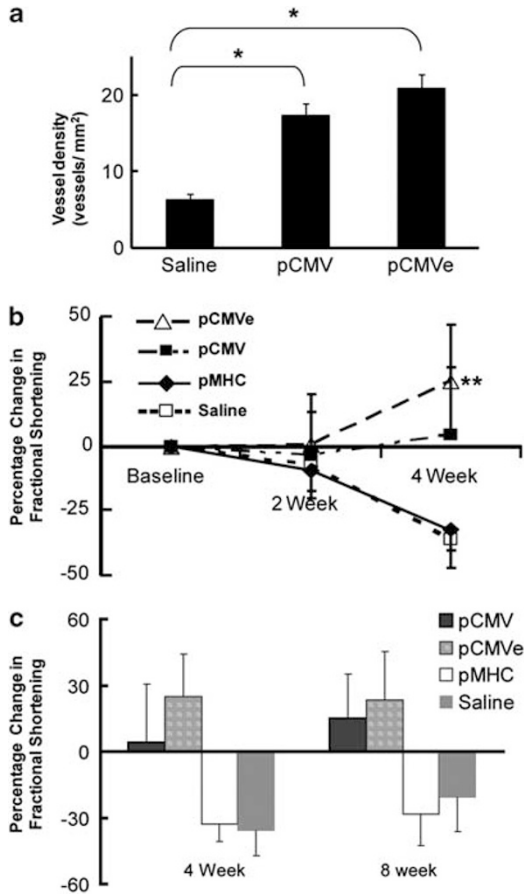 a
*
*
Vessel density
(vessels/ mm²)
20
10
0
Saline
pCMV
pCMVe
b
Percentage Change in
Fractional Shortening
50
25
0
-25
-50
pCMVe
pCMV
pMHC
Saline
**
Baseline
2 Week
4 Week
c
Percentage Change in
Fractional Shortening
60
30
0
-30
-60
pCMV
pCMVe
pMHC
Saline
4 Week
8 week